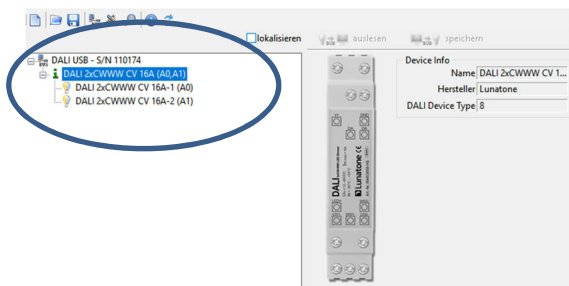 lokalisieren
auslesen
speichern
DALI USB - S/N 110174
DALI 2xCWWW CV 16A (A0,A1)
DALI 2xCWWW CV 16A-1 (A0)
DALI 2xCWWW CV 16A-2 (A1)
Device Info
Name DALI 2xCWWW CV 1...
Hersteller Lunatone
DALI Device Type 8
DALI
Lunatone